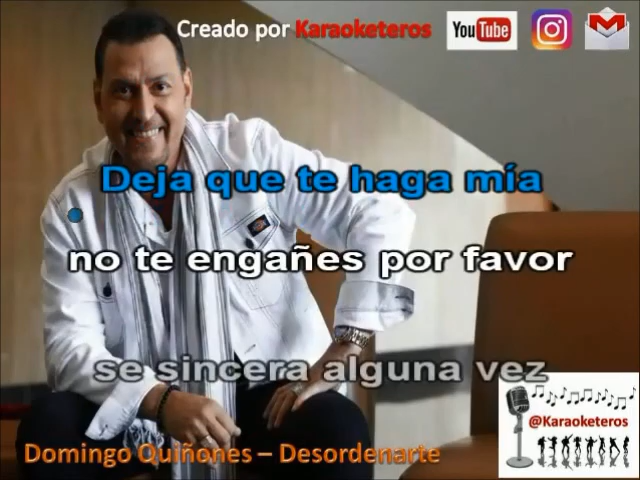 Creado por Karaoketeros YouTube
Deja que te haga mía
no te engañes por favor
se sincera alguna vez
@Karaoketeros
Domingo Quiñones – Desordenarte